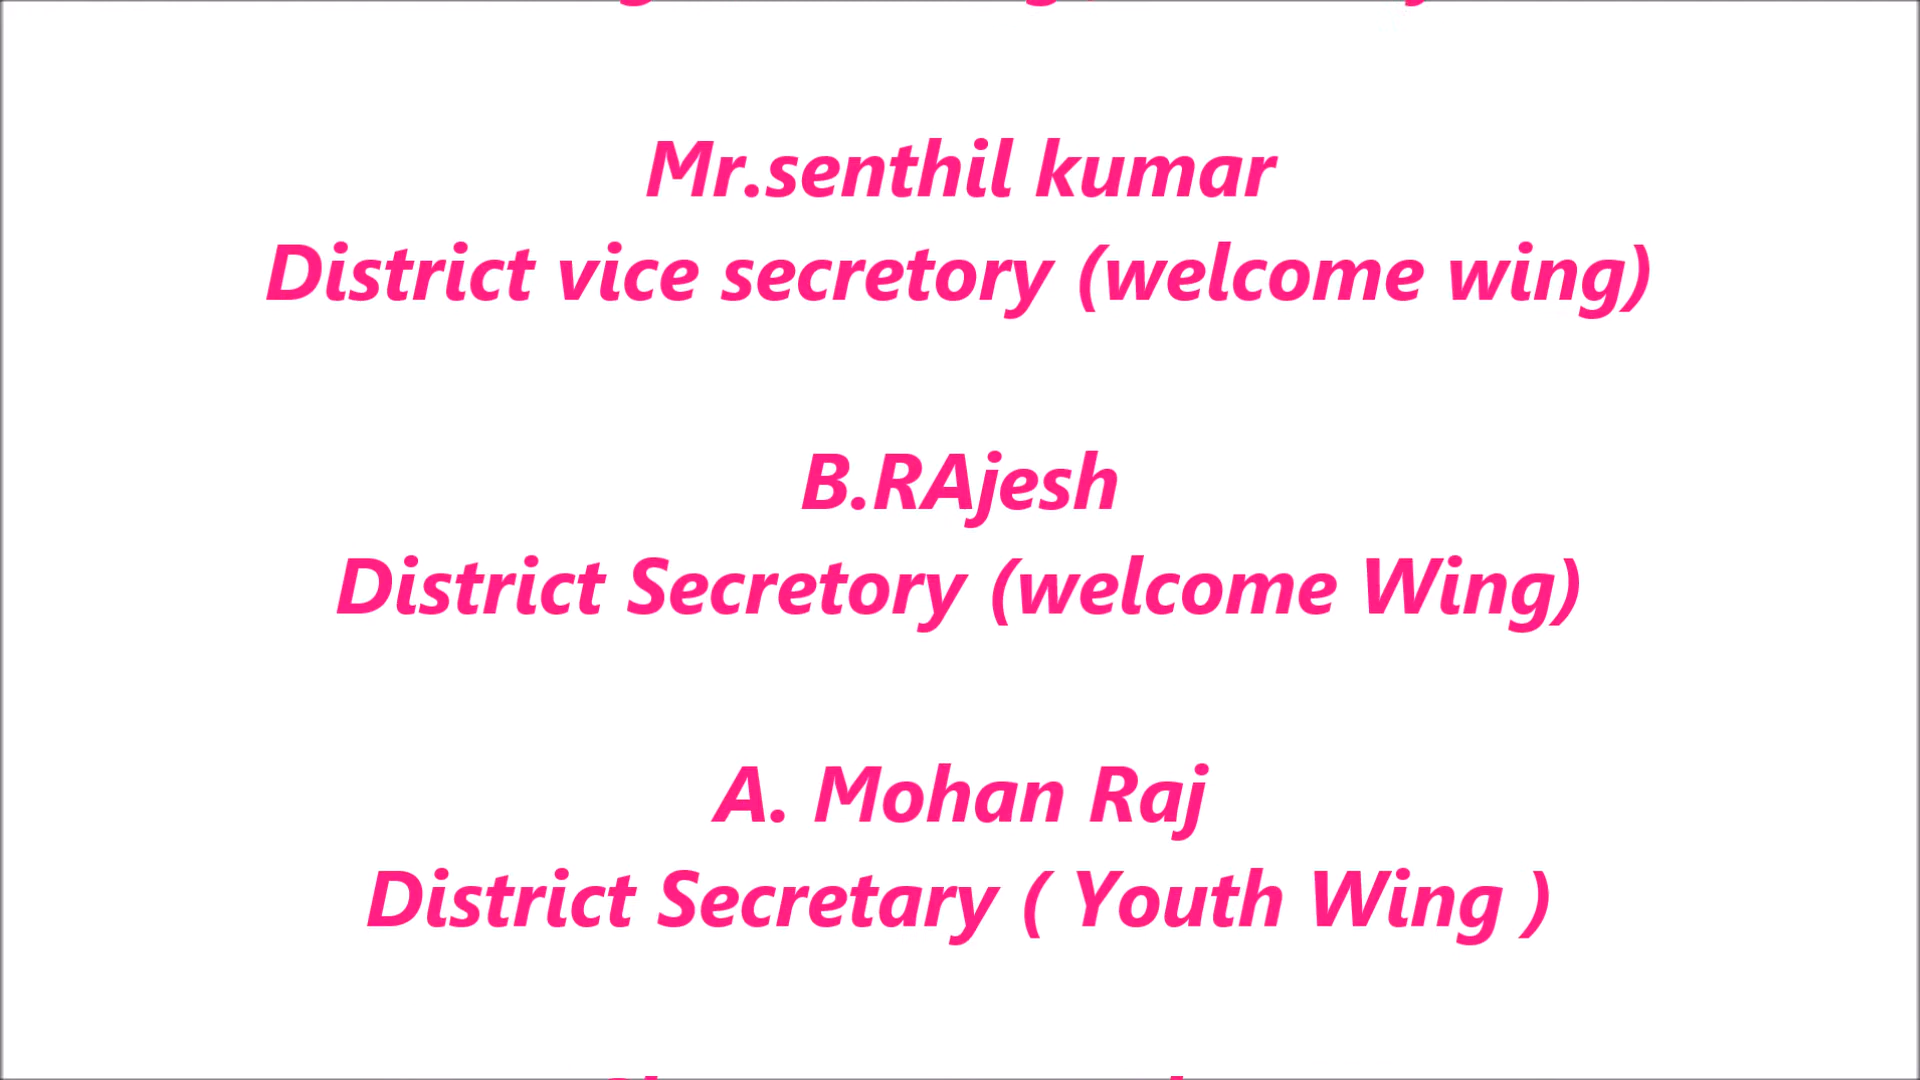 Mr.senthil kumar
District vice secretory (welcome wing)
B.RAjesh
District Secretory (welcome Wing)
A. Mohan Raj
District Secretary ( Youth Wing )